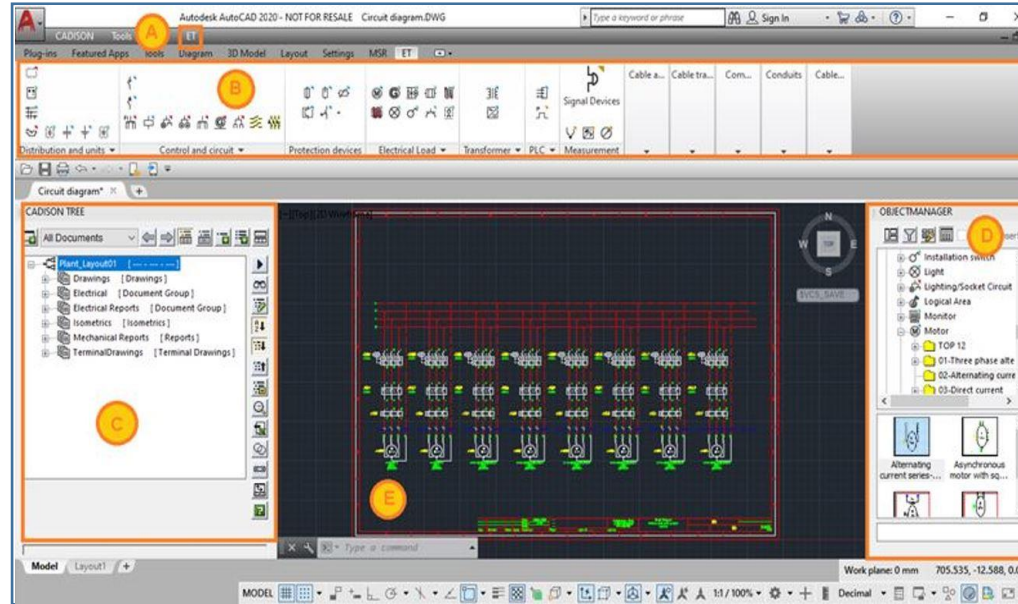 Autodesk AutoCAD 2020 - NOT FOR RESALE Circuit diagram.DWG
Type a keyword or phrase
Sign In
CADISON Tools A ET
Plug-ins Featured Apps Tools Diagram 3D Model Layout Settings MSR ET
B
Signal Devices
Cable a... Cable tra... Com... Conduits Cable...
Distribution and units Control and circuit Protection devices Electrical Load Transformer PLC Measurement
Circuit diagram*
CADISON TREE
All Documents
Plant_Layout01 [ --- . --- . --- ]
Drawings [ Drawings ]
Electrical [ Document Group ]
Electrical Reports [ Document Group ]
Isometrics [ Isometrics ]
Mechanical Reports [ Reports ]
TerminalDrawings [ Terminal Drawings ]
C
[-][Top][2D Wireframe]
N
W TOP E
S
$VCS_SAVE
E
Type a command
OBJECTMANAGER
D
Installation switch
Light
Lighting/Socket Circuit
Logical Area
Monitor
Motor
TOP 12
01-Three phase alte
02-Alternating curre
03-Direct current
Alternating current series-...
Asynchronous motor with sq...
Model Layout1 +
Work plane: 0 mm 705.535, -12.588, 0.0
MODEL 1:1 / 100% Decimal